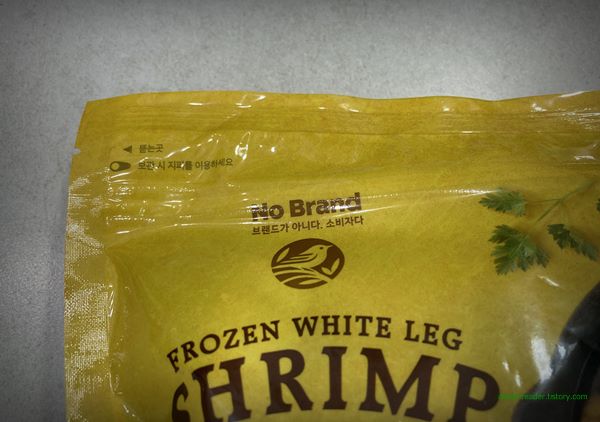 뜯는곳
보관 시 지퍼를 이용하세요
No Brand
브랜드가 아니다. 소비자다
FROZEN WHITE LEG
SHRIMP